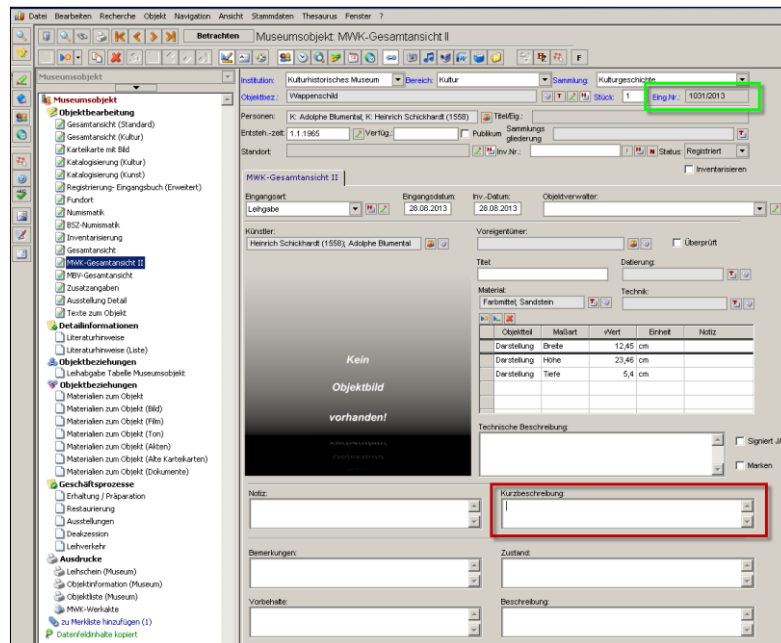 Datei Bearbeiten Recherche Objekt Navigation Ansicht Stammdaten Thesaurus Fenster ?
Betrachten Museumsobjekt: MWK-Gesamtansicht II
F
Museumsobjekt
Museumsobjekt
Objektbearbeitung
Gesamtansicht (Standard)
Gesamtansicht (Kultur)
Karteikarte mit Bild
Katalogisierung (Kultur)
Katalogisierung (Kunst)
Registrierung- Eingangsbuch (Erweitert)
Fundort
Numismatik
BSZ-Numismatik
Inventarisierung
Gesamtansicht
MWK-Gesamtansicht II
MBV-Gesamtansicht
Zusatzangaben
Ausstellung Detail
Texte zum Objekt
Detailinformationen
Literaturhinweise
Literaturhinweise (Liste)
Objektbeziehungen
Leihabgabe Tabelle Museumsobjekt
Objektbeziehungen
Materialien zum Objekt
Materialien zum Objekt (Bild)
Materialien zum Objekt (Film)
Materialien zum Objekt (Ton)
Materialien zum Objekt (Akten)
Materialien zum Objekt (Alte Karteikarten)
Materialien zum Objekt (Dokumente)
Geschäftsprozesse
Erhaltung / Präparation
Restaurierung
Ausstellungen
Deakzession
Leihverkehr
Ausdrucke
Leihschein (Museum)
Objektinformation (Museum)
Objektliste (Museum)
MWK-Werkakte
zu Merkliste hinzufügen (1)
Datenfeldinhalte kopiert
Institution: Kulturhistorisches Museum Bereich: Kultur Sammlung: Kulturgeschichte
Objektbez.: Wappenschild Stück: 1 Eing.Nr.: 1031/2013
Personen: K: Adolphe Blumental; K: Heinrich Schickhardt (1558) Titel/Eig.:
Entsteh.-zeit: 1.1.1965 Verfüg.: Publikum Sammlungs
gliederung
Standort: Inv.Nr.: Status: Registriert
Inventarisieren
MWK-Gesamtansicht II
Eingangsart: Eingangsdatum: Inv.-Datum: Objektverwalter:
Leihgabe 28.08.2013 28.08.2013
Künstler: Voreigentümer:
Heinrich Schickhardt (1558); Adolphe Blumental Überprüft
Titel: Datierung:
Material: Technik:
Farbmittel; Sandstein
Objektteil Maßart Wert Einheit Notiz
Darstellung Breite 12,45 cm
Darstellung Höhe 23,46 cm
Darstellung Tiefe 5,4 cm
Kein
Objektbild
vorhanden!
Technische Beschreibung:
Signiert
Marken
Notiz: Kurzbeschreibung:
Bemerkungen: Zustand:
Vorbehalte: Beschreibung: